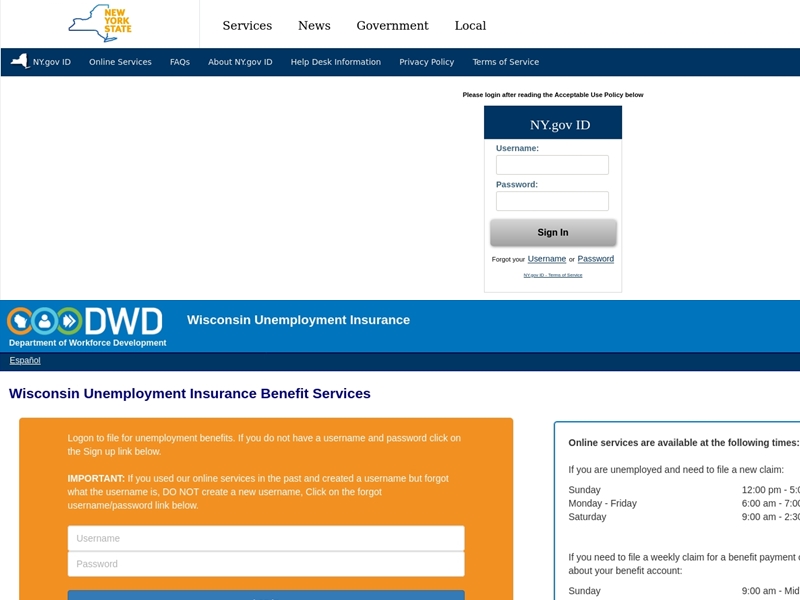 NEW
YORK
STATE
Services News Government Local
NY.gov ID Online Services FAQs About NY.gov ID Help Desk Information Privacy Policy Terms of Service
Please login after reading the Acceptable Use Policy below
NY.gov ID
Username:
Password:
Sign In
Forgot your Username or Password
NY.gov ID - Terms of Service
DWD
Department of Workforce Development
Wisconsin Unemployment Insurance
Español
Wisconsin Unemployment Insurance Benefit Services
Logon to file for unemployment benefits. If you do not have a username and password click on
the Sign up link below.
IMPORTANT: If you used our online services in the past and created a username but forgot
what the username is, DO NOT create a new username, Click on the forgot
username/password link below.
Username
Password
Online services are available at the following times:
If you are unemployed and need to file a new claim:
Sunday 12:00 pm - 5:0
Monday - Friday 6:00 am - 7:00
Saturday 9:00 am - 2:30
If you need to file a weekly claim for a benefit payment
about your benefit account:
Sunday 9:00 am - Mid